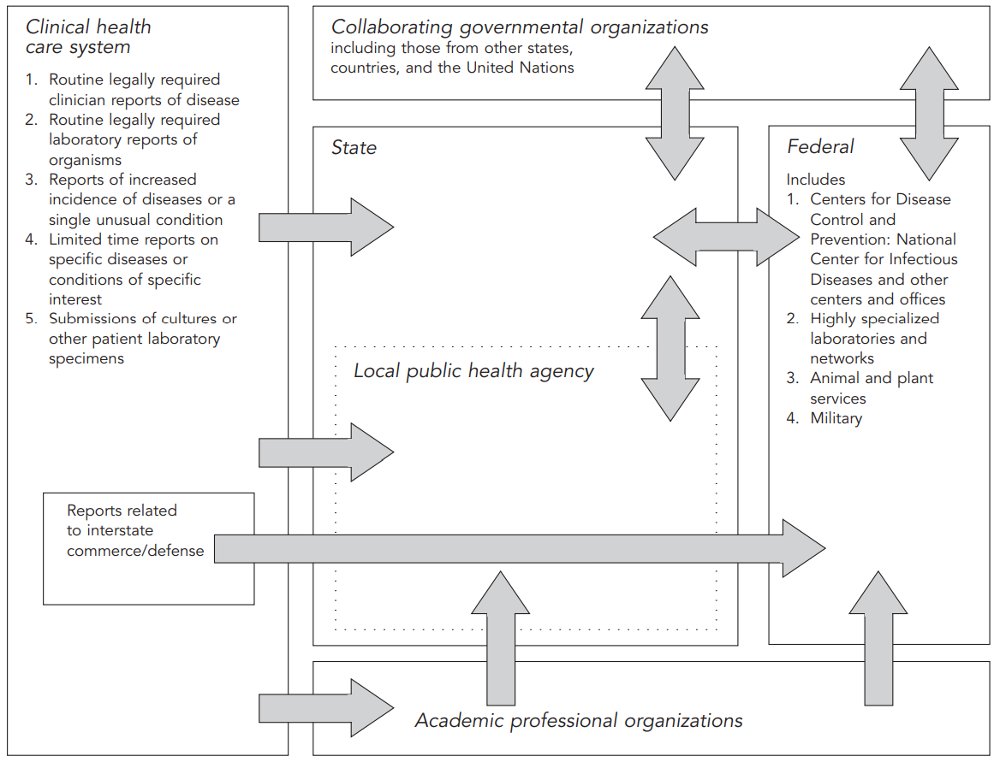 Clinical health
care system
1. Routine legally required
clinician reports of disease
2. Routine legally required
laboratory reports of
organisms
3. Reports of increased
incidence of diseases or a
single unusual condition
4. Limited time reports on
specific diseases or
conditions of specific
interest
5. Submissions of cultures or
other patient laboratory
specimens
Reports related
to interstate
commerce/defense
Collaborating governmental organizations
including those from other states,
countries, and the United Nations
State
Local public health agency
Federal
Includes
1. Centers for Disease
Control and
Prevention: National
Center for Infectious
Diseases and other
centers and offices
2. Highly specialized
laboratories and
networks
3. Animal and plant
services
4. Military
Academic professional organizations